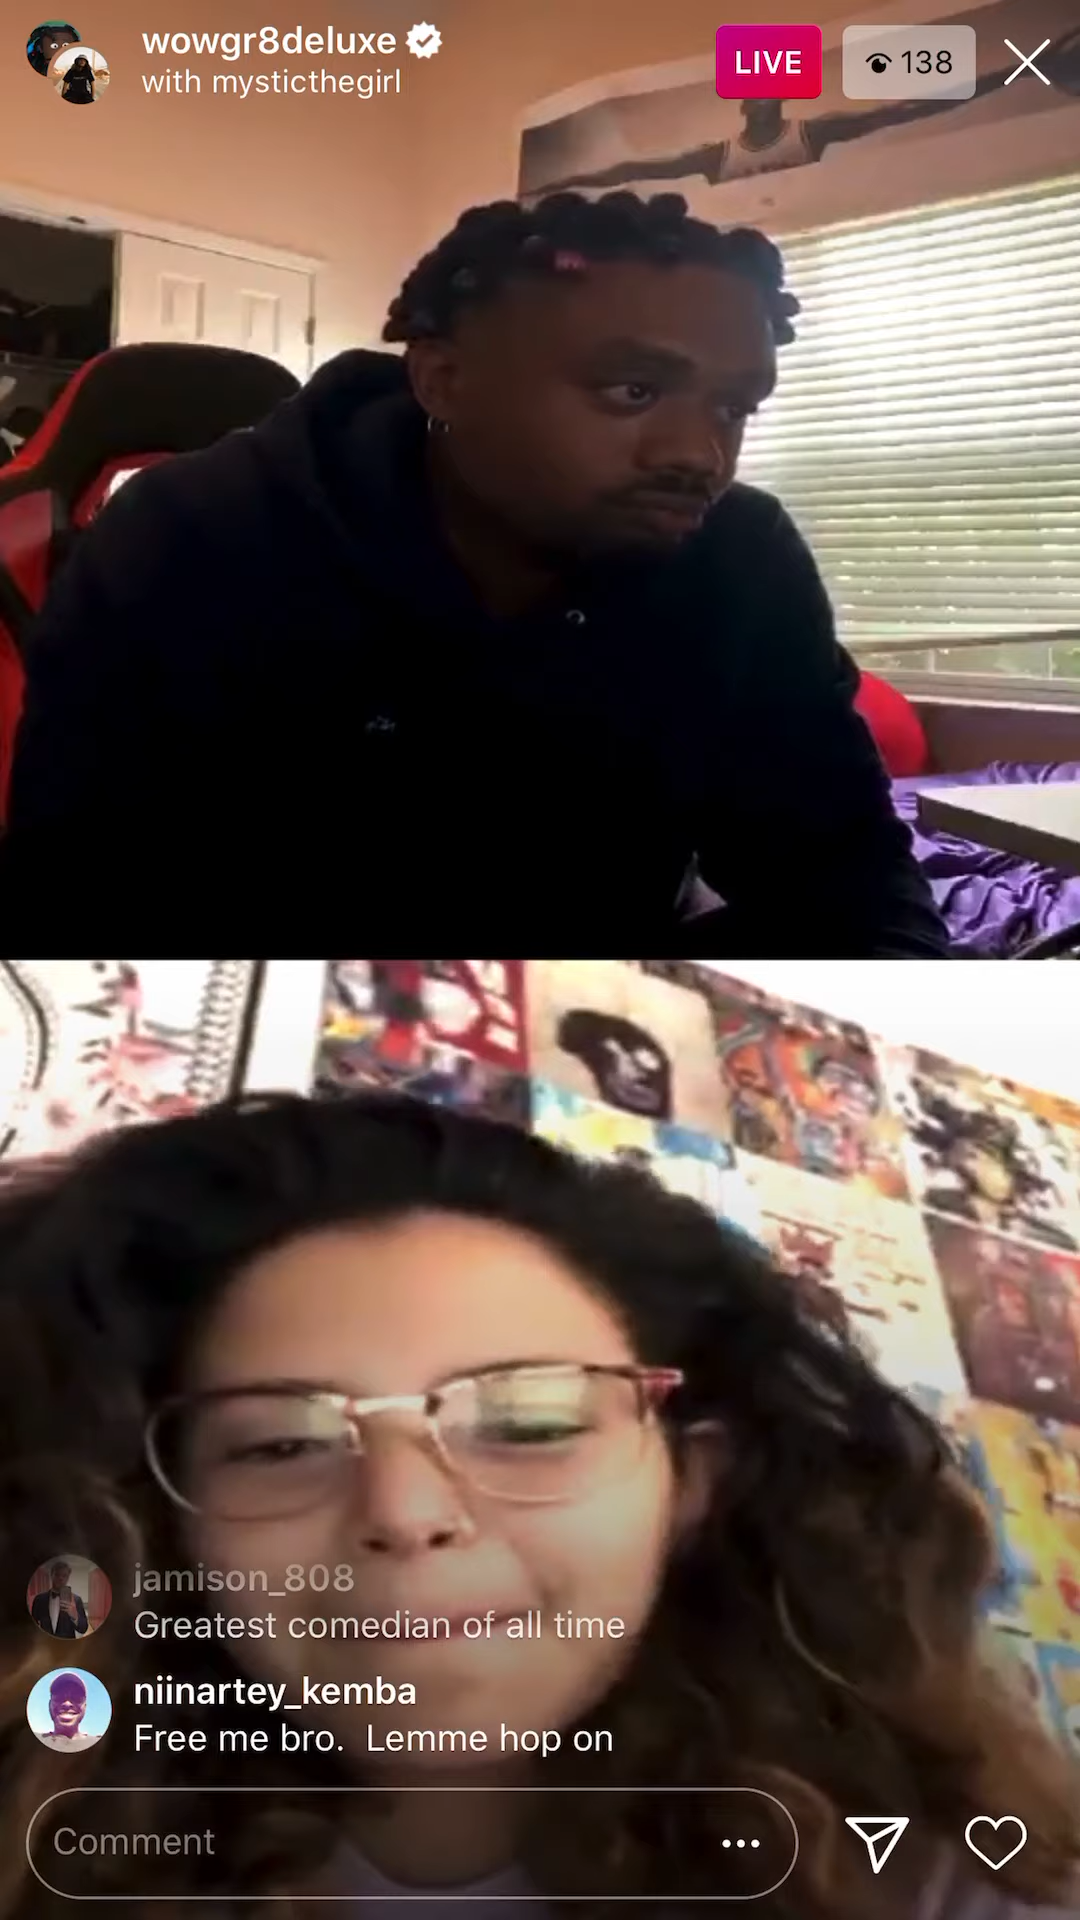 wowgr8deluxe
with mysticthegirl
LIVE
138
jamison_808
Greatest comedian of all time
niinartey_kemba
Free me bro. Lemme hop on
Comment